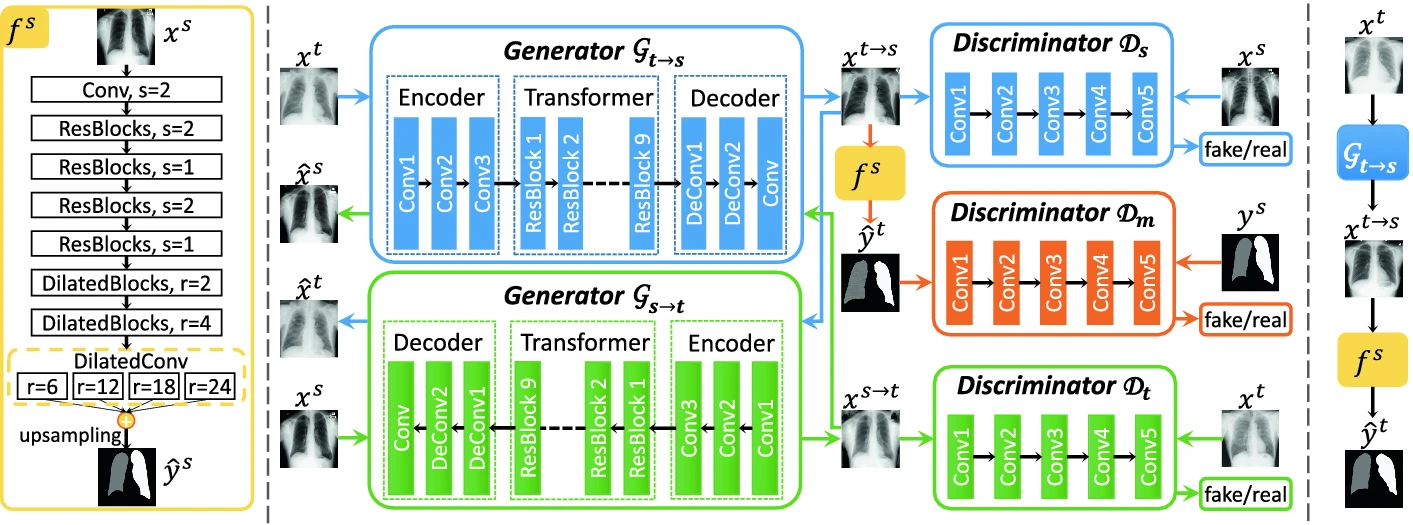 f^s
x^s
Conv, s=2
ResBlocks, s=2
ResBlocks, s=1
ResBlocks, s=2
ResBlocks, s=1
DilatedBlocks, r=2
DilatedBlocks, r=4
DilatedConv
r=6 r=12 r=18 r=24
+
upsampling
ŷ^s
x^t
x̂^s
Generator 𝒢_{t→s}
Encoder Transformer Decoder
Conv1 Conv2 Conv3 ResBlock 1 ResBlock 2 ResBlock 9 DeConv1 DeConv2 Conv
x̂^t
x^s
Generator 𝒢_{s→t}
Decoder Transformer Encoder
Conv DeConv2 DeConv1 ResBlock 9 ResBlock 2 ResBlock 1 Conv3 Conv2 Conv1
x^{t→s}
f^s
ŷ^t
x^{s→t}
Discriminator 𝒟_s
Conv1 Conv2 Conv3 Conv4 Conv5
x^s
fake/real
Discriminator 𝒟_m
Conv1 Conv2 Conv3 Conv4 Conv5
y^s
fake/real
Discriminator 𝒟_t
Conv1 Conv2 Conv3 Conv4 Conv5
x^t
fake/real
x^t
𝒢_{t→s}
x^{t→s}
f^s
ŷ^t